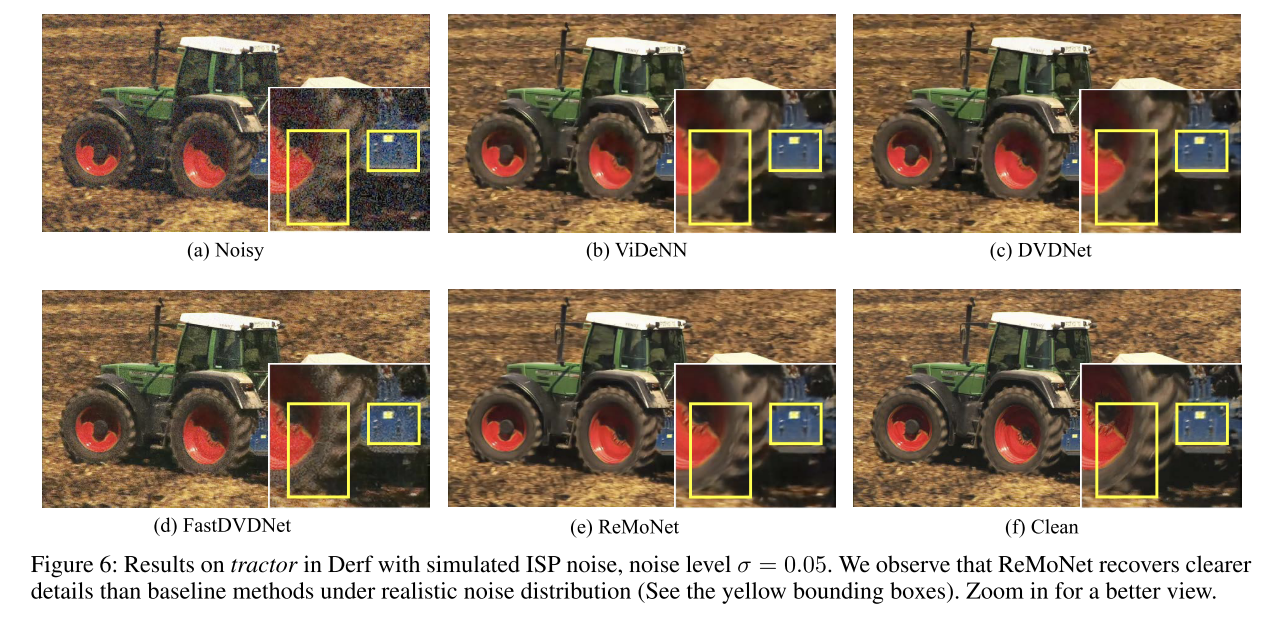 (a) Noisy
(b) ViDeNN
(c) DVDNet
(d) FastDVDNet
(e) ReMoNet
(f) Clean
Figure 6: Results on tractor in Derf with simulated ISP noise, noise level σ = 0.05. We observe that ReMoNet recovers clearer
details than baseline methods under realistic noise distribution (See the yellow bounding boxes). Zoom in for a better view.